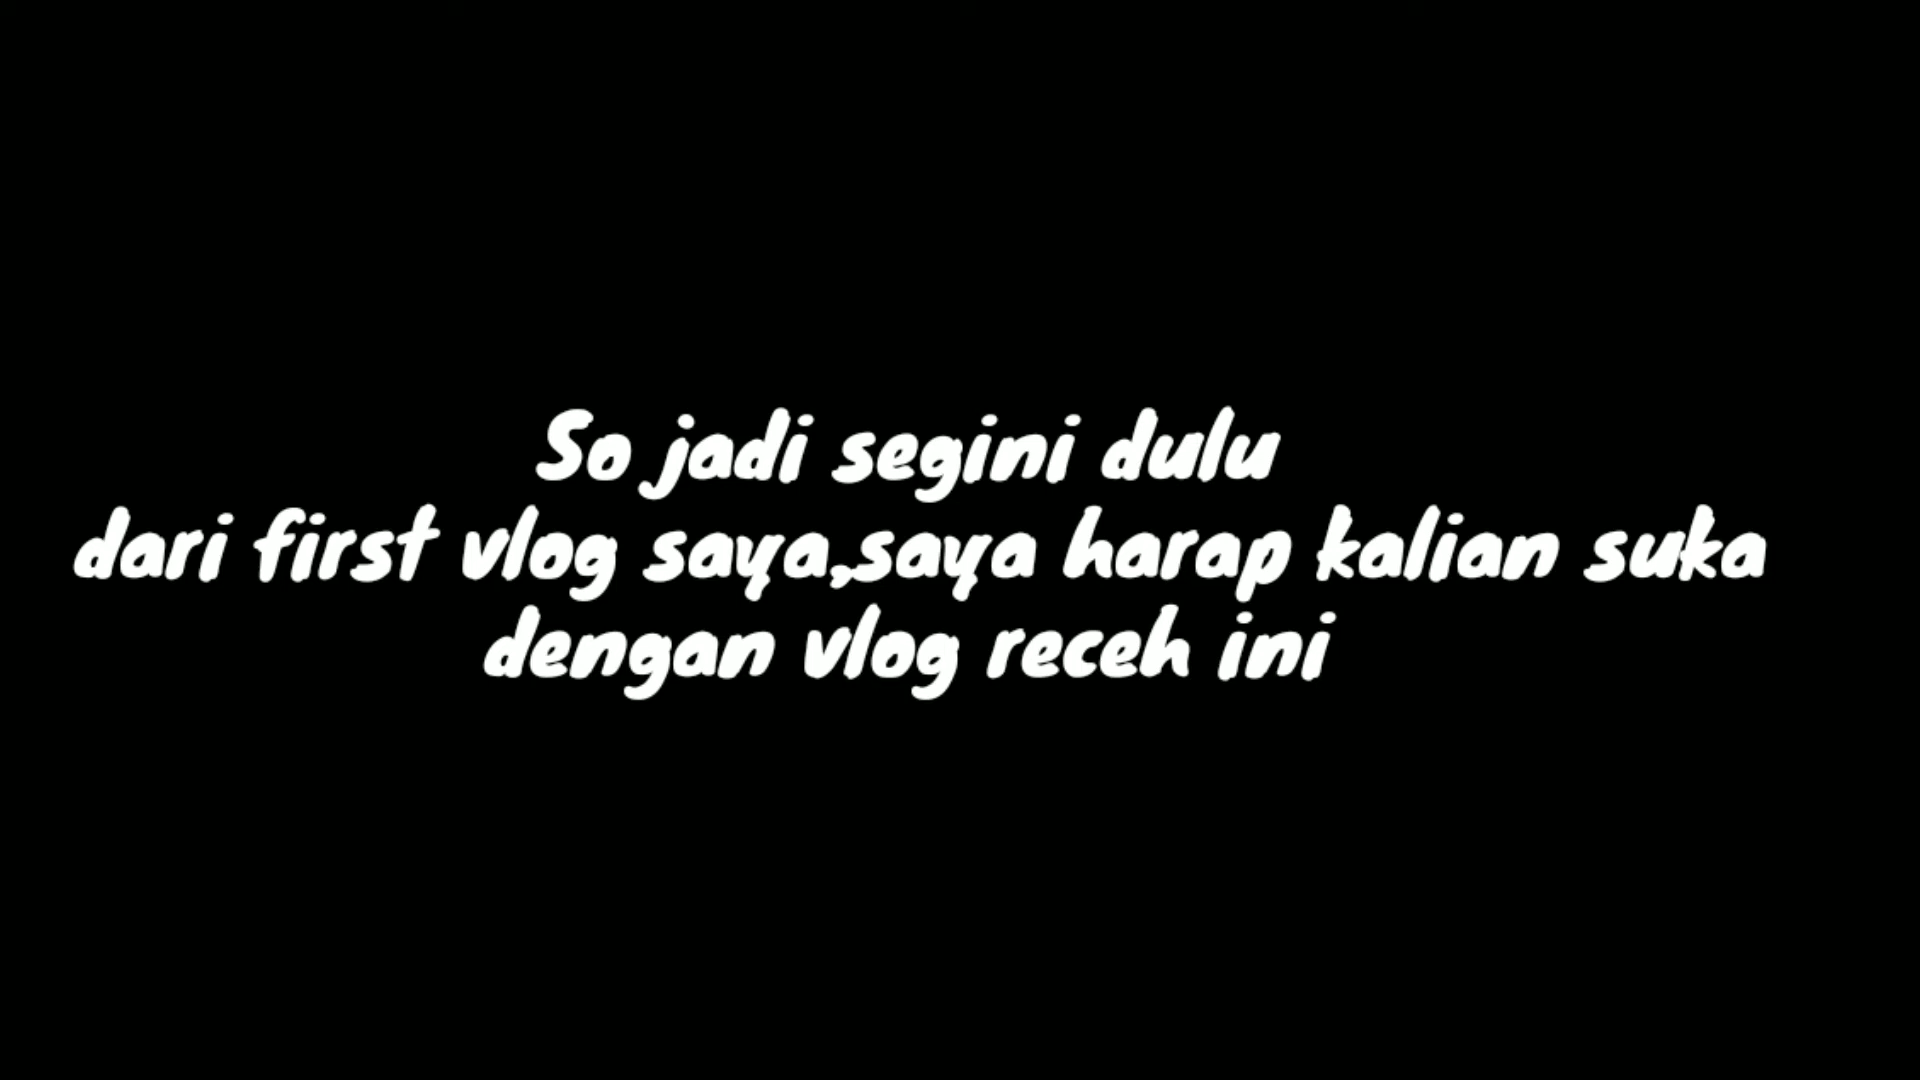 So jadi segini dulu
dari first vlog saya,saya harap kalian suka
dengan vlog receh ini